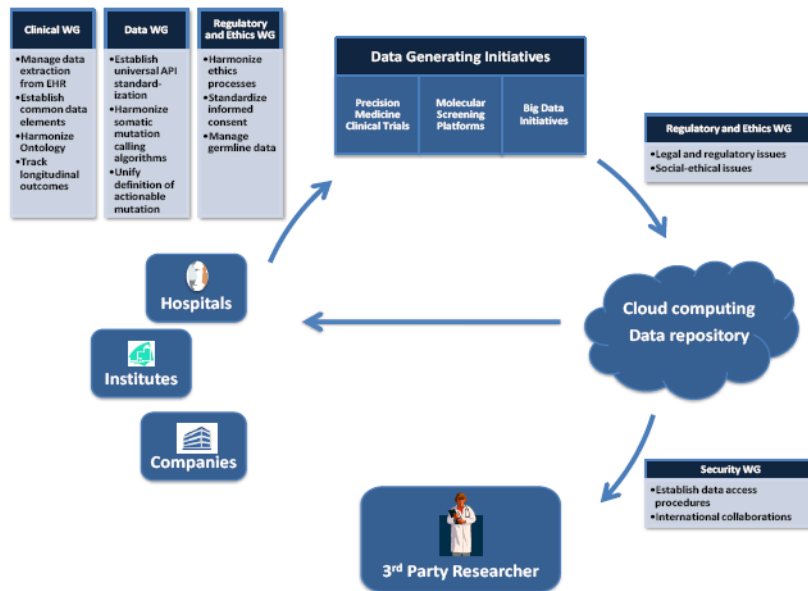 Clinical WG
•Manage data
extraction
from EHR
•Establish
common data
elements
•Harmonize
Ontology
•Track
longitudinal
outcomes
Data WG
•Establish
universal API
standard-
ization
•Harmonize
somatic
mutation
calling
algorithms
•Unify
definition of
actionable
mutation
Regulatory
and Ethics WG
•Harmonize
ethics
processes
•Standardize
informed
consent
•Manage
germline data
Data Generating Initiatives
Precision
Medicine
Clinical Trials
Molecular
Screening
Platforms
Big Data
Initiatives
Regulatory and Ethics WG
•Legal and regulatory issues
•Social-ethical issues
Hospitals
Institutes
Companies
Cloud computing
Data repository
Security WG
•Establish data access
procedures
•International collaborations
3rd Party Researcher